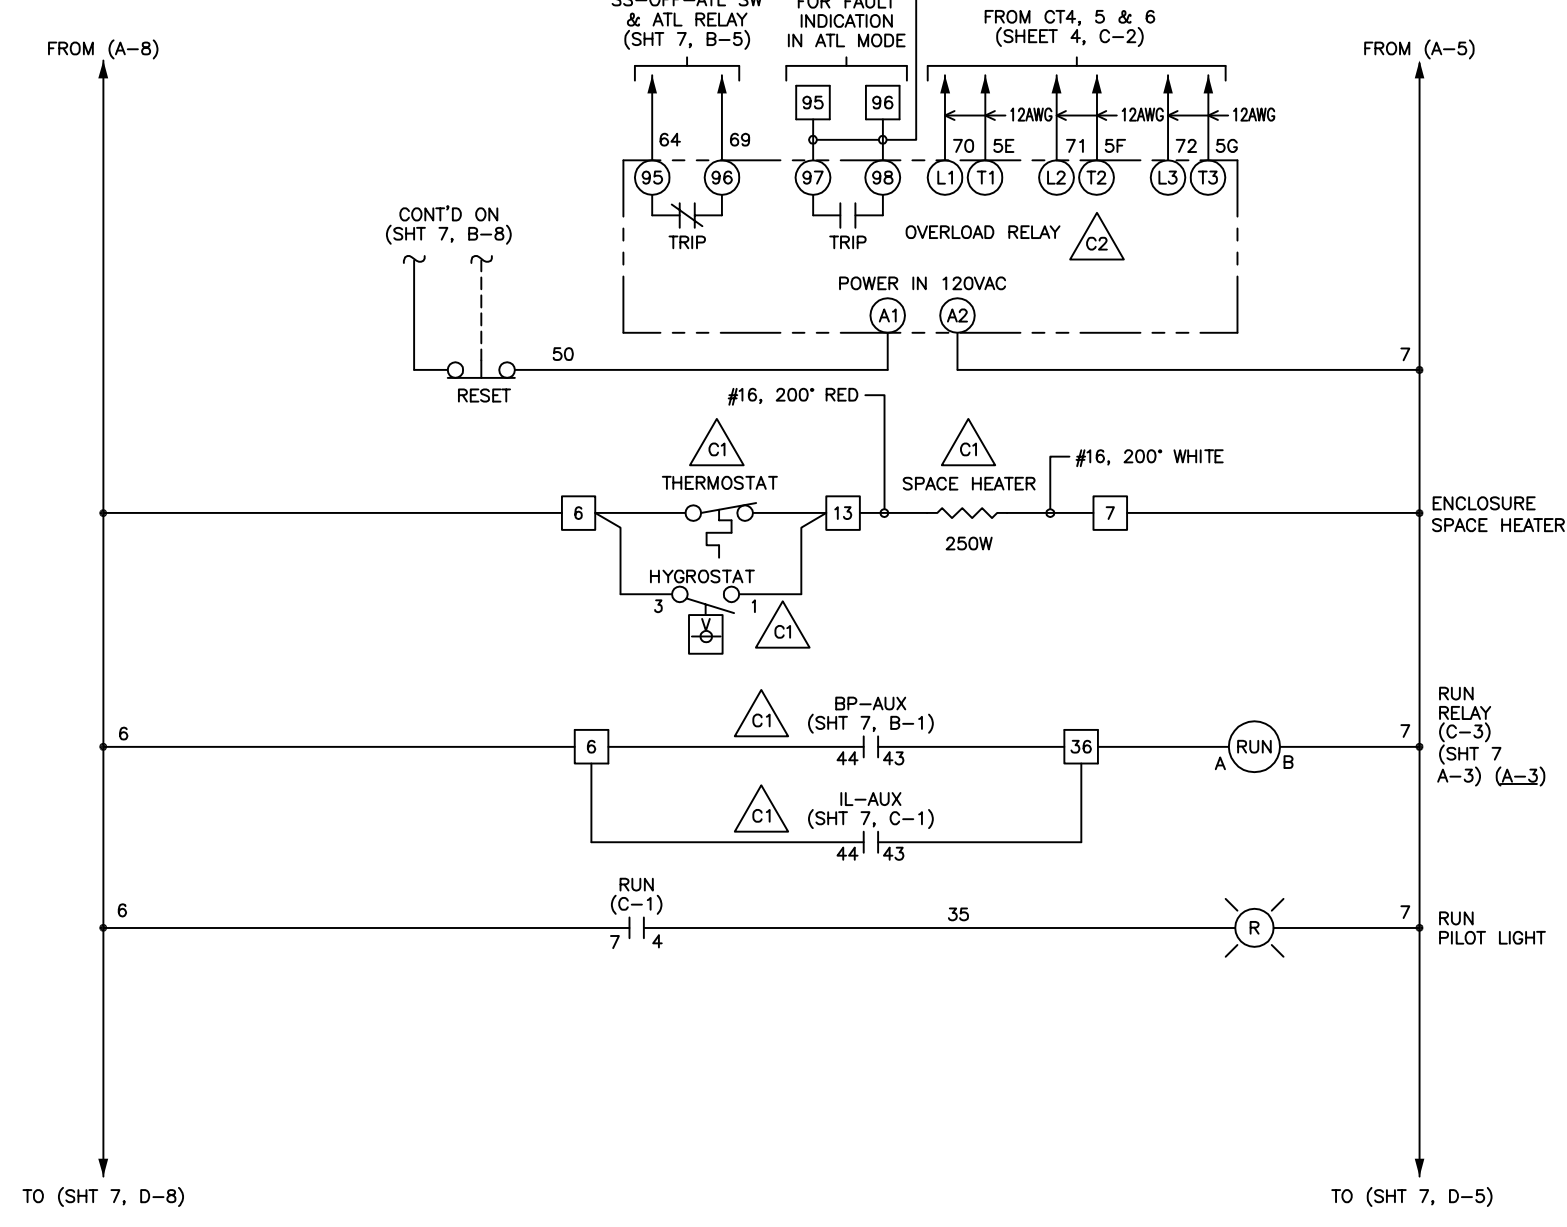 SS-OFF-ATL SW
& ATL RELAY
(SHT 7, B-5)
FOR FAULT
INDICATION
IN ATL MODE
FROM CT4, 5 & 6
(SHEET 4, C-2)
FROM (A-8)
FROM (A-5)
95
96
12AWG
12AWG
12AWG
64
69
70
5E
71
5F
72
5G
95
96
97
98
L1
T1
L2
T2
L3
T3
TRIP
TRIP
OVERLOAD RELAY
C2
CONT'D ON
(SHT 7, B-8)
POWER IN 120VAC
A1
A2
50
7
RESET
#16, 200° RED
C1
THERMOSTAT
C1
SPACE HEATER
#16, 200° WHITE
6
13
7
250W
ENCLOSURE
SPACE HEATER
HYGROSTAT
3
1
C1
V
6
6
C1
BP-AUX
(SHT 7, B-1)
44
43
36
RUN
A
B
7
RUN
RELAY
(C-3)
(SHT 7
A-3) (A-3)
C1
IL-AUX
(SHT 7, C-1)
44
43
6
RUN
(C-1)
7
4
35
R
7
RUN
PILOT LIGHT
TO (SHT 7, D-8)
TO (SHT 7, D-5)